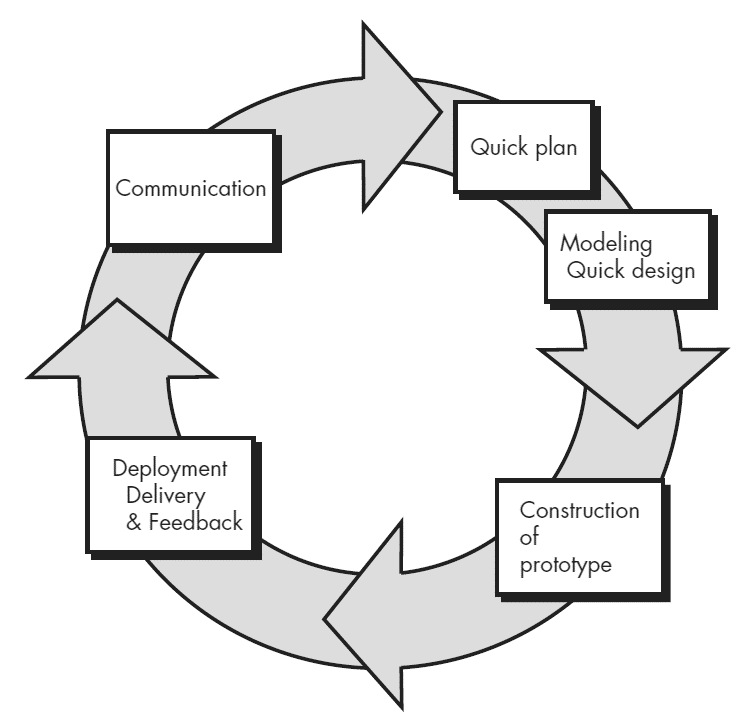 Communication
Quick plan
Modeling
Quick design
Construction
of
prototype
Deployment
Delivery
& Feedback